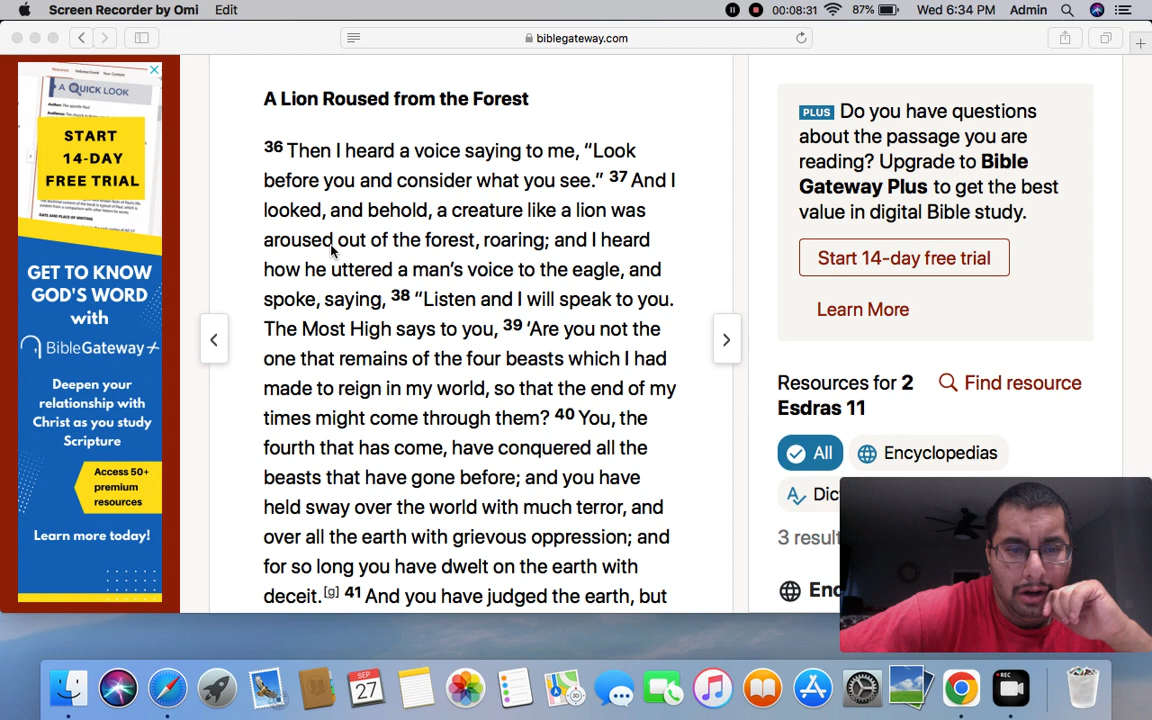 Screen Recorder by Omi Edit 00:08:31 87% Wed 6:34 PM Admin
biblegateway.com
A QUICK LOOK
START
14-DAY
FREE TRIAL
GET TO KNOW
GOD'S WORD
with
BibleGateway+
Deepen your
relationship with
Christ as you study
Scripture
Access 50+
premium
resources
Learn more today!
A Lion Roused from the Forest
36 Then I heard a voice saying to me, “Look
before you and consider what you see.” 37 And I
looked, and behold, a creature like a lion was
aroused out of the forest, roaring; and I heard
how he uttered a man’s voice to the eagle, and
spoke, saying, 38 “Listen and I will speak to you.
The Most High says to you, 39 ‘Are you not the
one that remains of the four beasts which I had
made to reign in my world, so that the end of my
times might come through them? 40 You, the
fourth that has come, have conquered all the
beasts that have gone before; and you have
held sway over the world with much terror, and
over all the earth with grievous oppression; and
for so long you have dwelt on the earth with
deceit.[g] 41 And you have judged the earth, but
PLUS Do you have questions
about the passage you are
reading? Upgrade to Bible
Gateway Plus to get the best
value in digital Bible study.
Start 14-day free trial
Learn More
Resources for 2
Esdras 11
Find resource
All Encyclopedias
Dic
3 result
Enc
SEP
27
REC